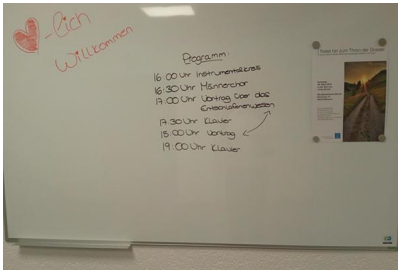 -lich
Willkommen
Programm:
16:00 Uhr Instrumentalkreis
16:30 Uhr Männerchor
17:00 Uhr Vortrag über das
Entschlafenenwesen
17:30 Uhr Klavier
18:00 Uhr Vortrag
19:00 Uhr Klavier